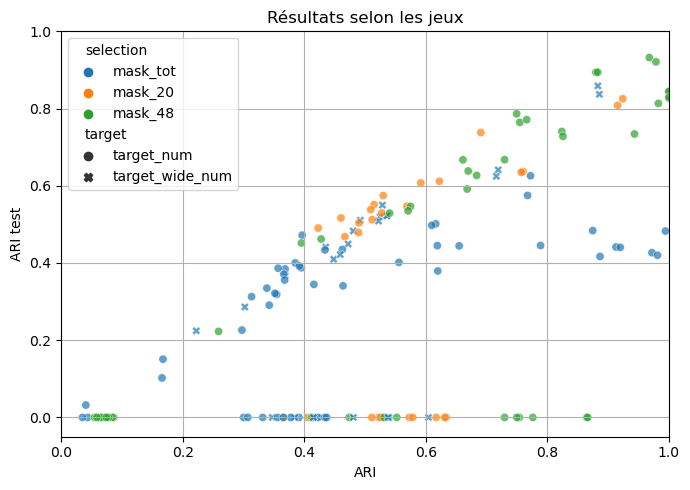 Résultats selon les jeux
selection
mask_tot
mask_20
mask_48
target
target_num
target_wide_num
ARI test
1.0
0.8
0.6
0.4
0.2
0.0
0.0 0.2 0.4 0.6 0.8 1.0
ARI